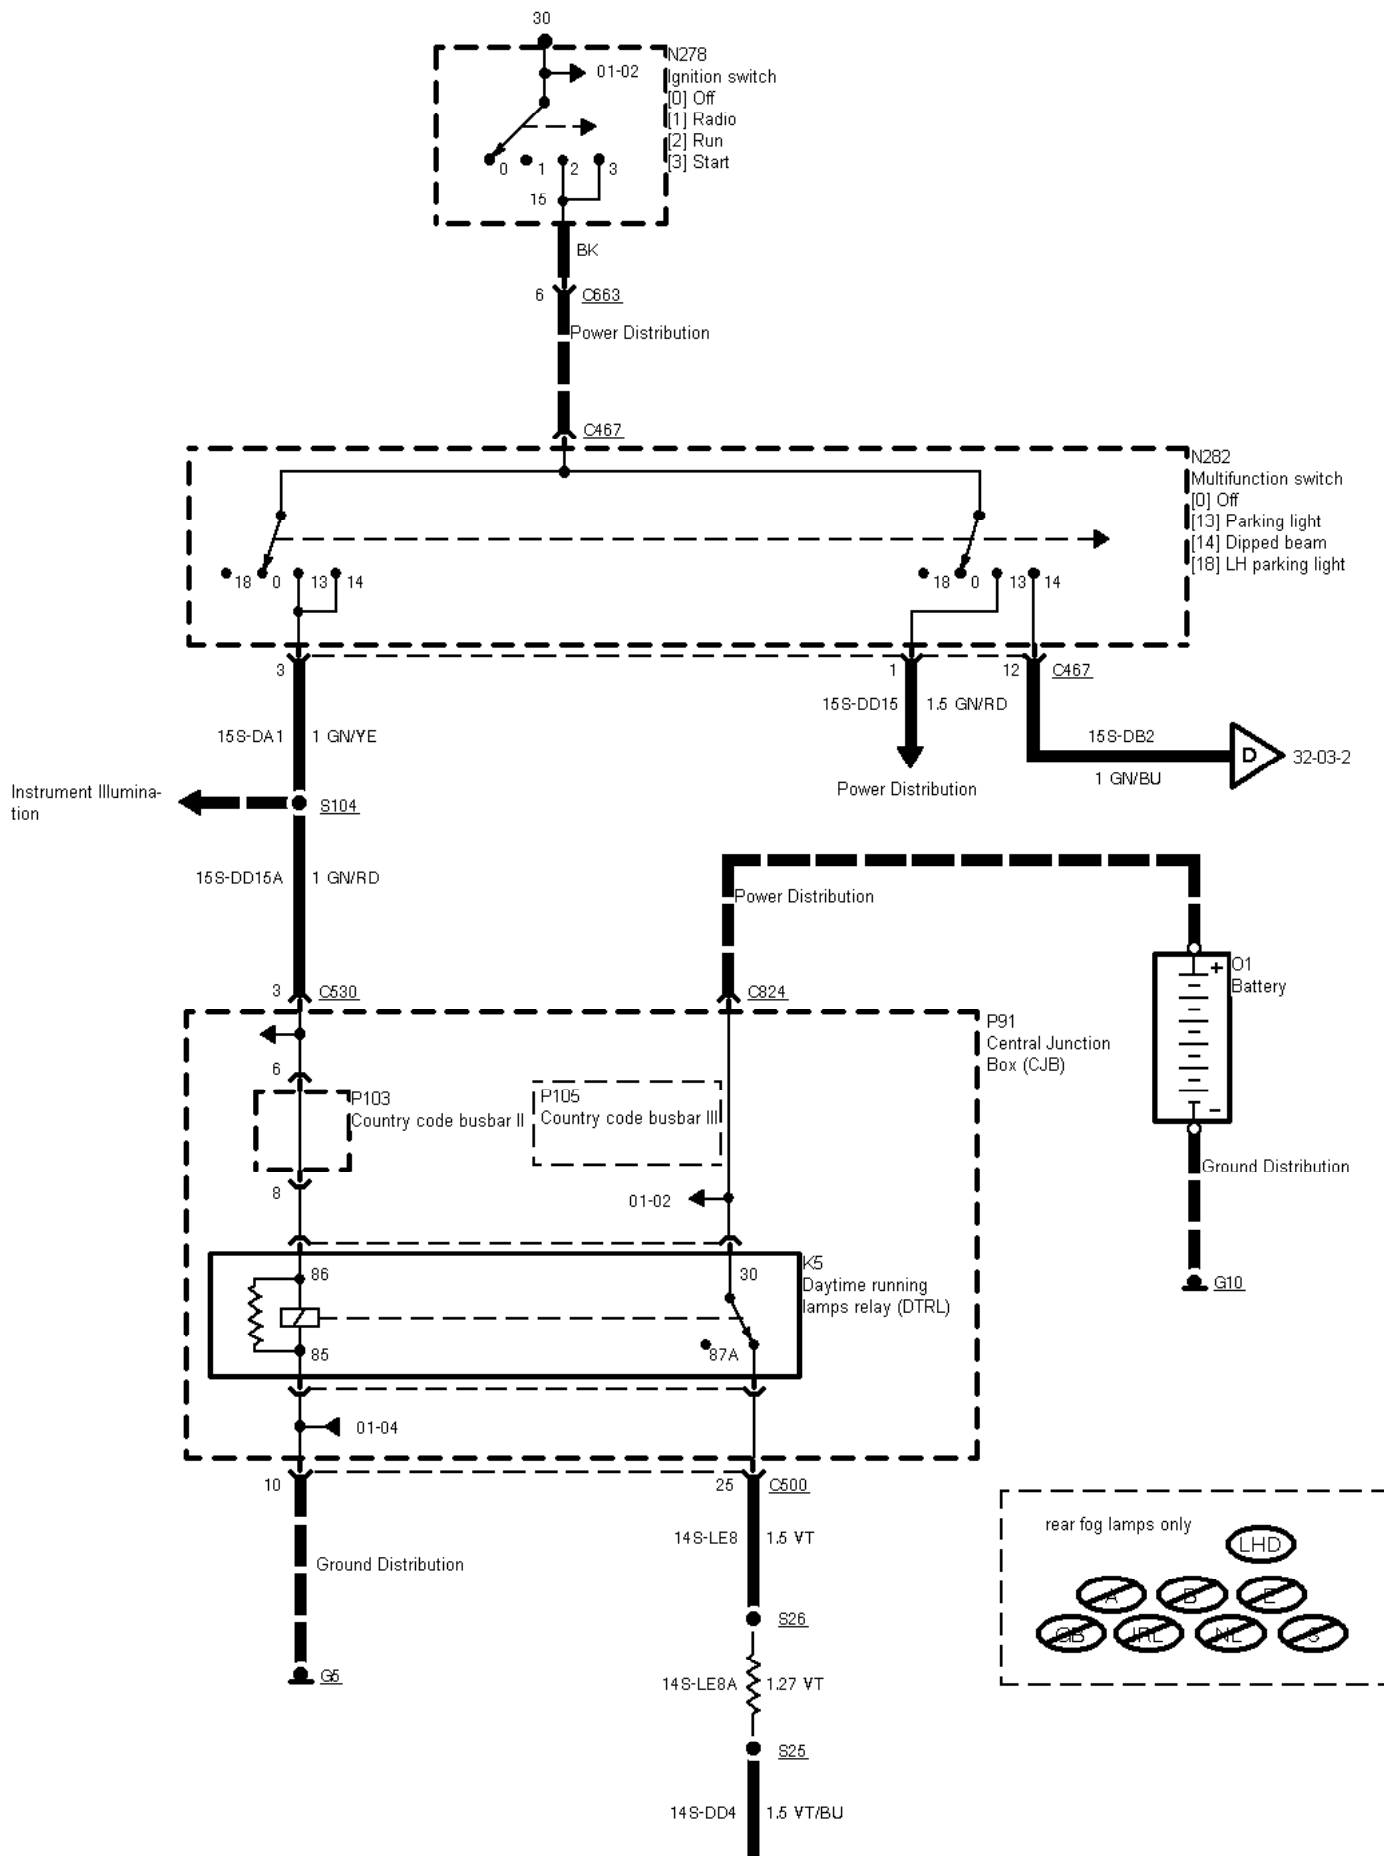 30
N278
Ignition switch
[0] Off
[1] Radio
[2] Run
[3] Start
01-02
0 1 2 3
15
BK
6 C663
Power Distribution
C467
N282
Multifunction switch
[0] Off
[13] Parking light
[14] Dipped beam
[18] LH parking light
18 0 13 14
18 0 13 14
3
1
12 C467
15S-DD15 1.5 GN/RD
15S-DA1 1 GN/YE
15S-DB2
D 32-03-2
1 GN/BU
Power Distribution
Instrument Illumina-
tion
S104
15S-DD15A 1 GN/RD
Power Distribution
O1
Battery
+
−
3 C530
C824
P91
Central Junction
Box (CJB)
6
P103
Country code busbar II
P105
Country code busbar III
Ground Distribution
8
01-02
G10
K5
Daytime running
lamps relay (DTRL)
86
30
85
87A
01-04
10
25 C500
rear fog lamps only
LHD
A B E
GB IRL NL S
14S-LE8 1.5 VT
Ground Distribution
S26
G5
14S-LE8A 1.27 VT
S25
14S-DD4 1.5 VT/BU